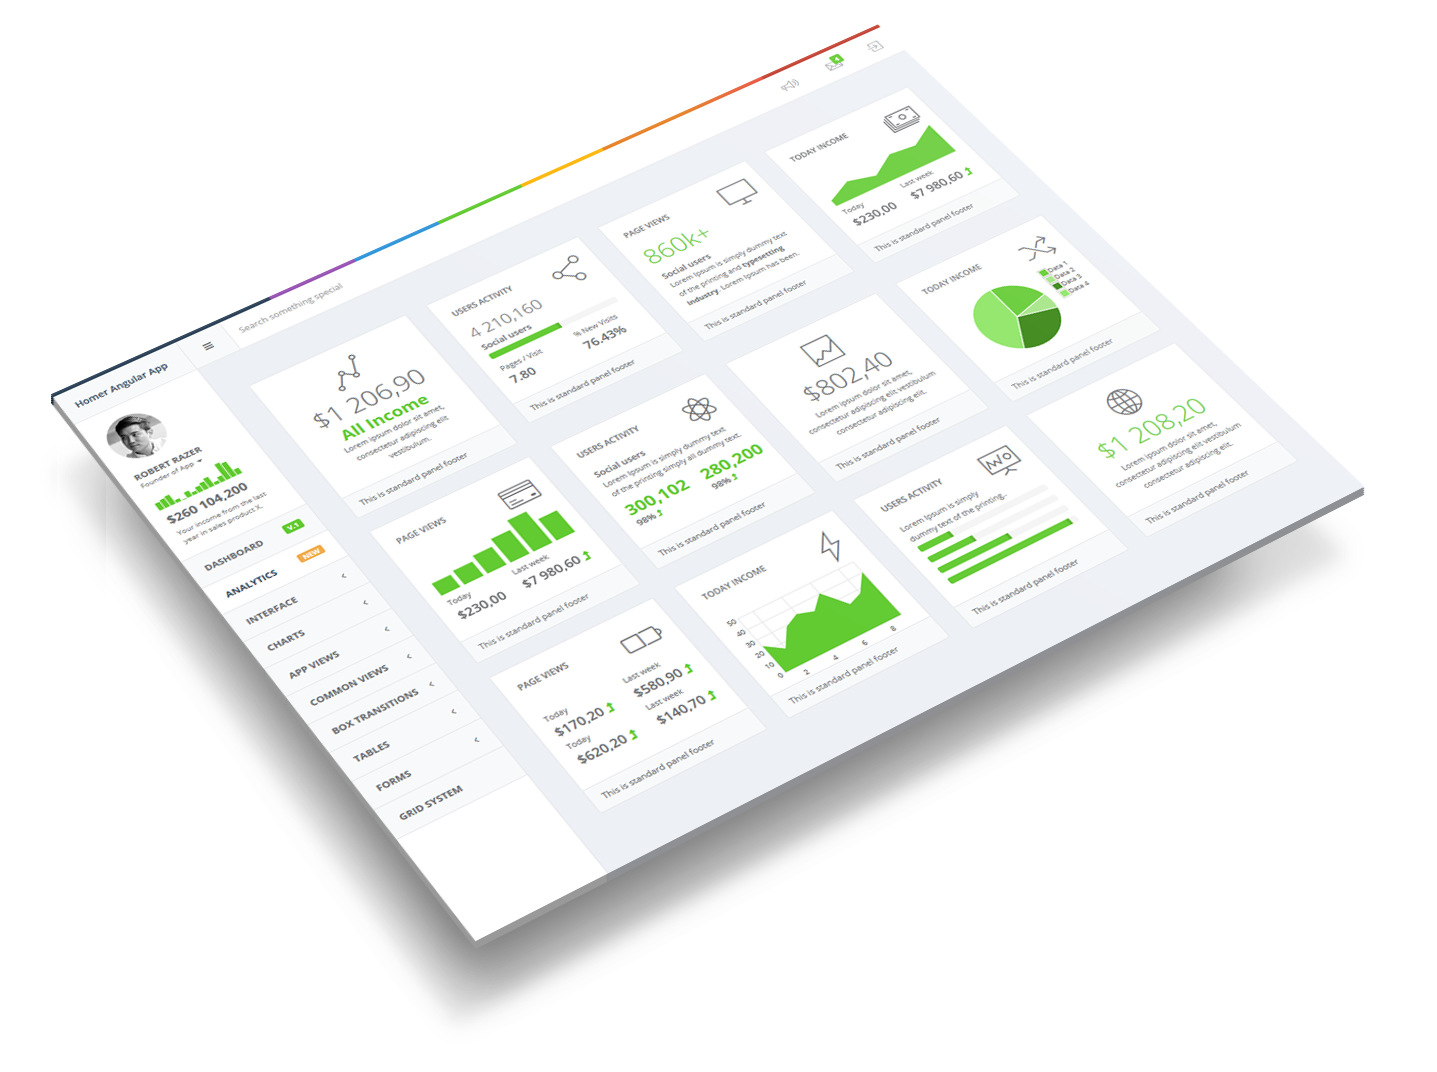 Homer Angular App
Search something special
4
ROBERT RAZER
Founder of App
$260 104,200
Your income from the last
year in sales product X.
DASHBOARD
V.1
ANALYTICS
NEW
INTERFACE
CHARTS
APP VIEWS
COMMON VIEWS
BOX TRANSITIONS
TABLES
FORMS
GRID SYSTEM
$1 206,90
All Income
Lorem ipsum dolor sit amet,
consectetur adipiscing elit
vestibulum.
This is standard panel footer
USERS ACTIVITY
4 210,160
Social users
Pages / Visit
7.80
% New Visits
76.43%
This is standard panel footer
PAGE VIEWS
860k+
Social users
Lorem Ipsum is simply dummy text
of the printing and typesetting
industry. Lorem Ipsum has been.
This is standard panel footer
TODAY INCOME
Today
$230,00
Last week
$7 980,60
This is standard panel footer
PAGE VIEWS
Today
$230,00
Last week
$7 980,60
This is standard panel footer
USERS ACTIVITY
Social users
Lorem Ipsum is simply dummy text
of the printing simply all dummy text.
300,102
98%
280,200
98%
This is standard panel footer
$802,40
Lorem ipsum dolor sit amet,
consectetur adipiscing elit vestibulum
consectetur adipiscing elit.
This is standard panel footer
TODAY INCOME
Data 1
Data 2
Data 3
Data 4
This is standard panel footer
PAGE VIEWS
Today
$170,20
Last week
$580,90
Today
$620,20
Last week
$140,70
This is standard panel footer
TODAY INCOME
50
40
30
20
10
0
2
4
6
8
This is standard panel footer
USERS ACTIVITY
Lorem Ipsum is simply
dummy text of the printing..
This is standard panel footer
$1 208,20
Lorem ipsum dolor sit amet,
consectetur adipiscing elit vestibulum
consectetur adipiscing elit.
This is standard panel footer